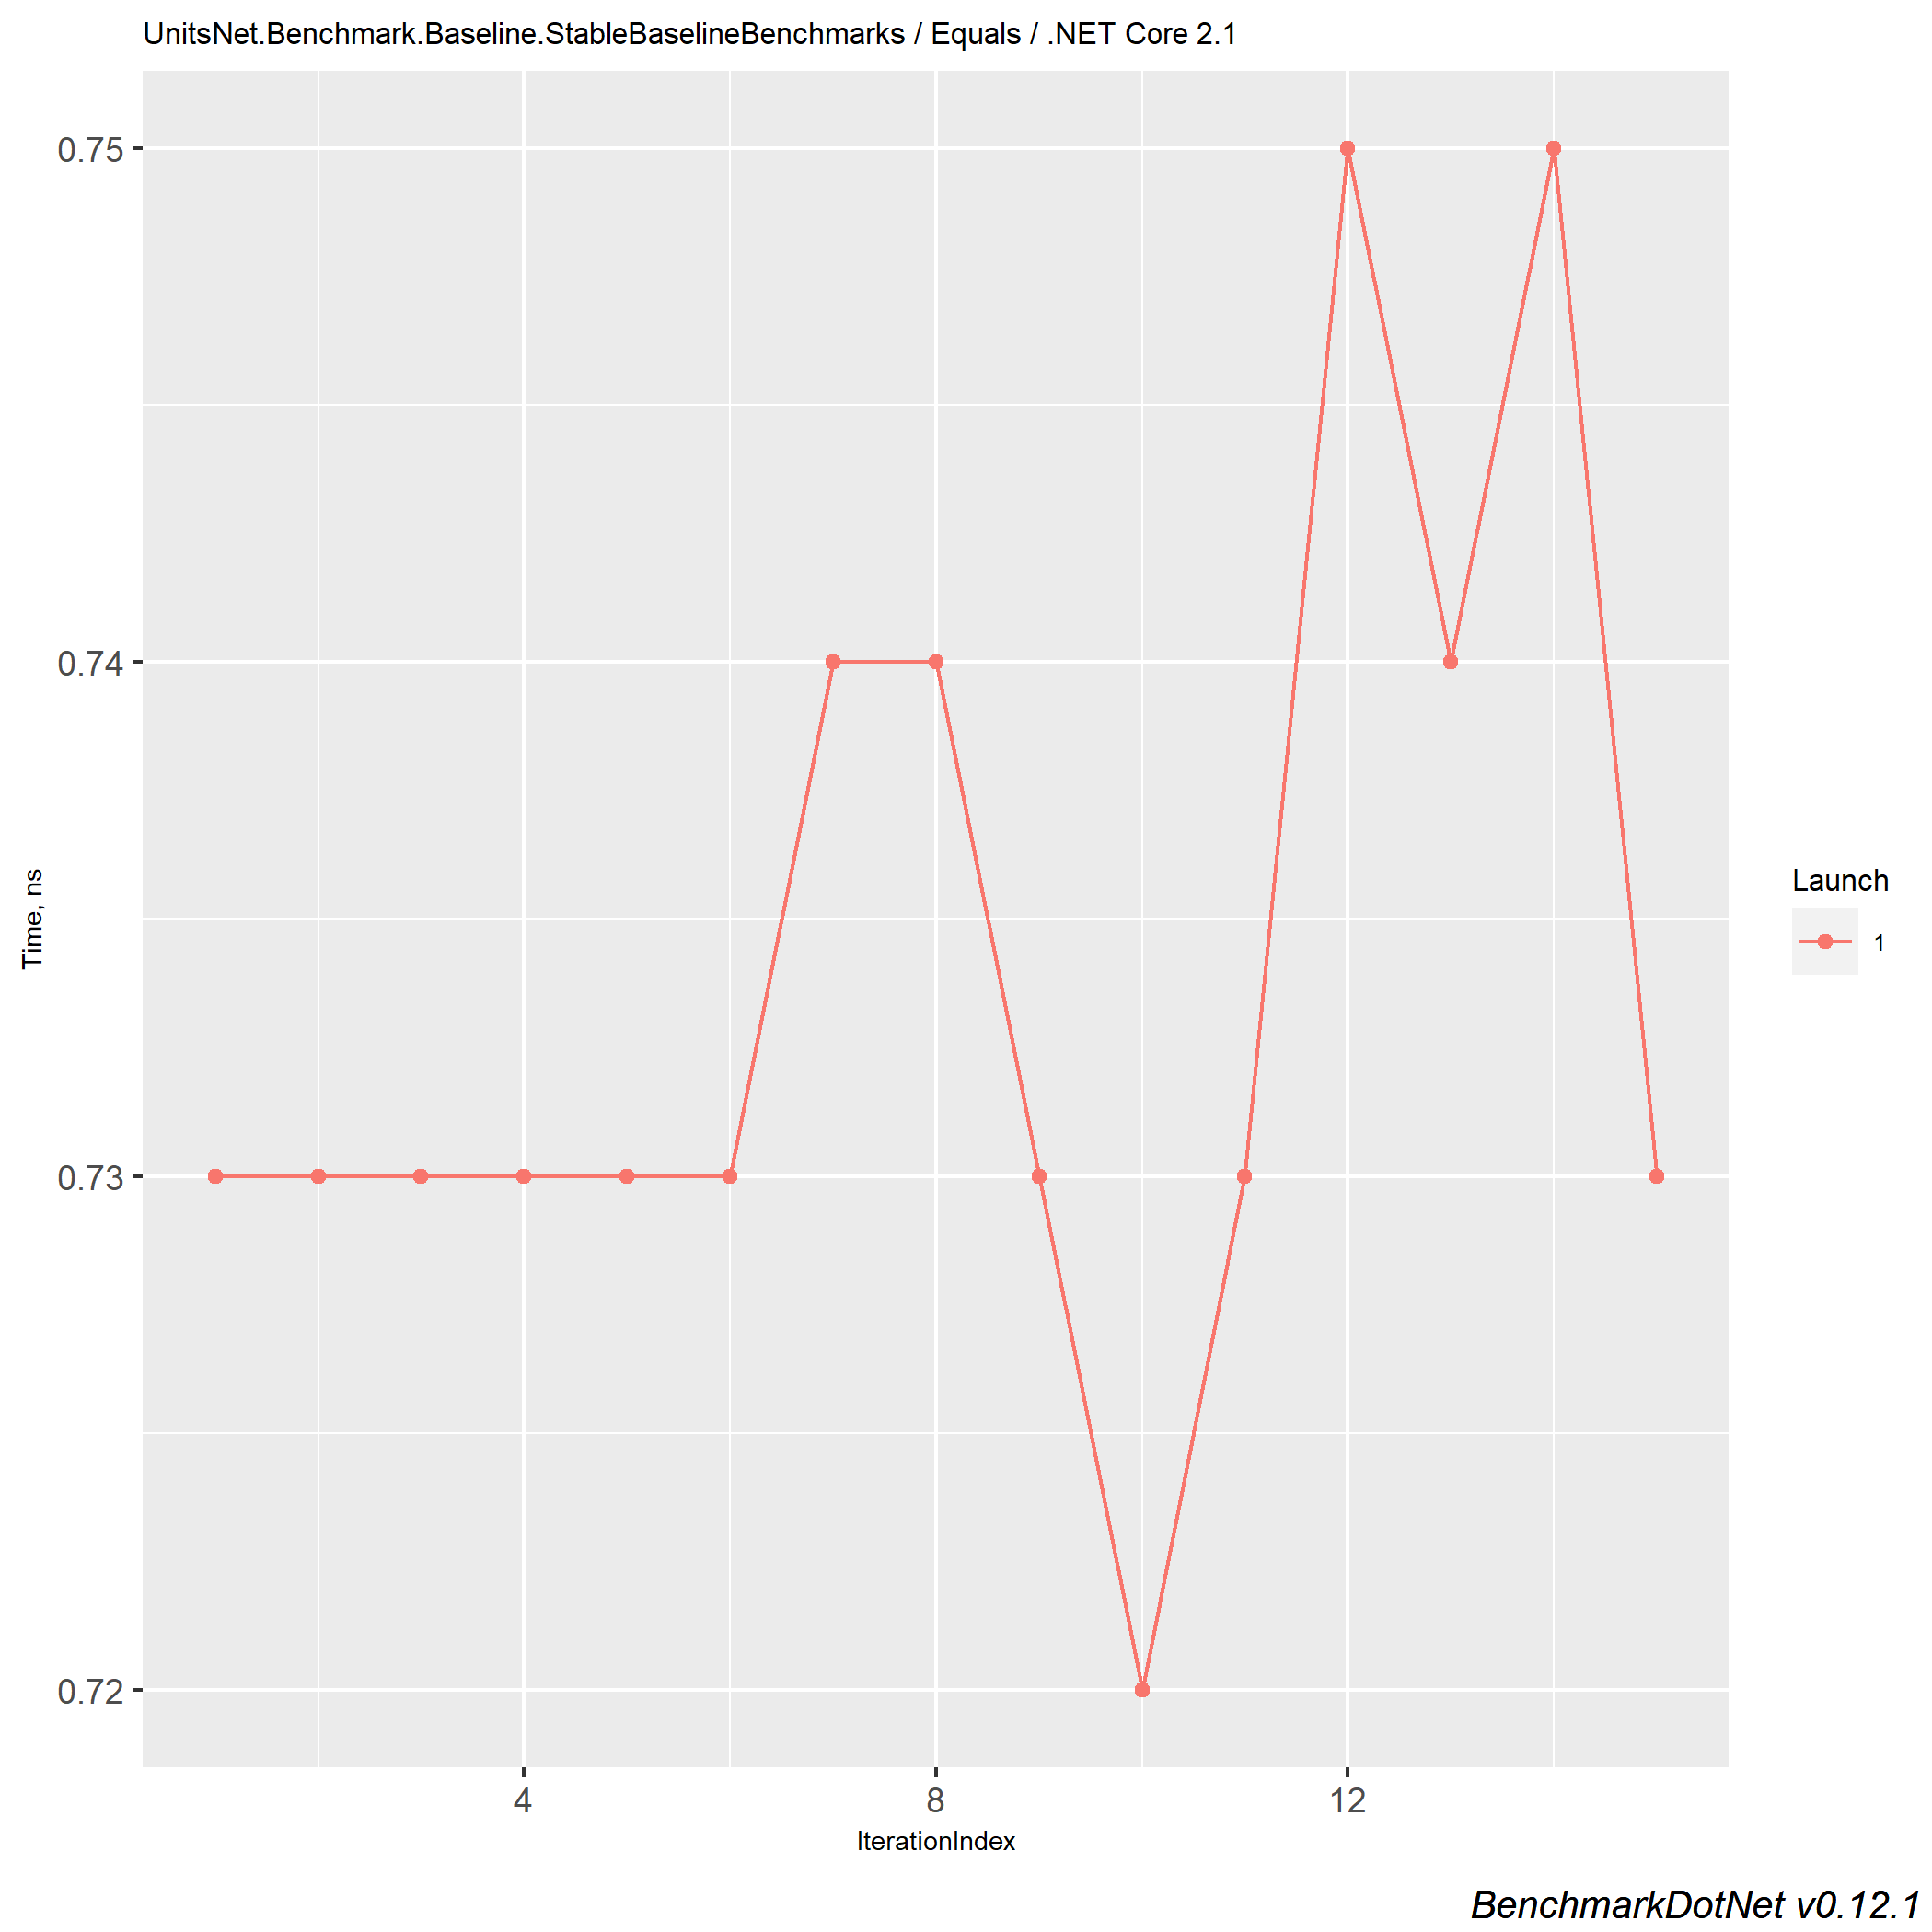 UnitsNet.Benchmark.Baseline.StableBaselineBenchmarks / Equals / .NET Core 2.1
0.75
0.74
0.73
0.72
Time, ns
4
8
12
IterationIndex
Launch
1
BenchmarkDotNet v0.12.1